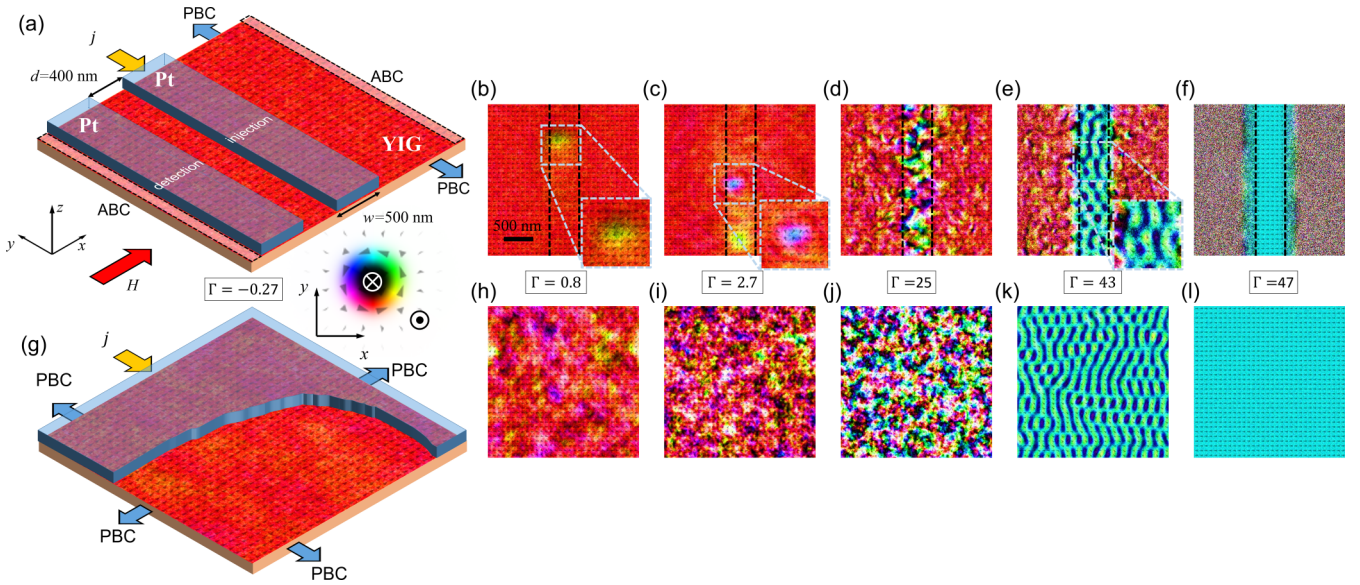 (a)
PBC
PBC
j
Pt
d=400 nm
ABC
Pt
injection
YIG
detection
ABC
PBC
w=500 nm
z
y
x
H
Γ = −0.27
y
x
(b)
(c)
(d)
(e)
(f)
500 nm
Γ = 0.8
Γ = 2.7
Γ =25
Γ = 43
Γ =47
(g)
j
PBC
PBC
PBC
PBC
(h)
(i)
(j)
(k)
(l)